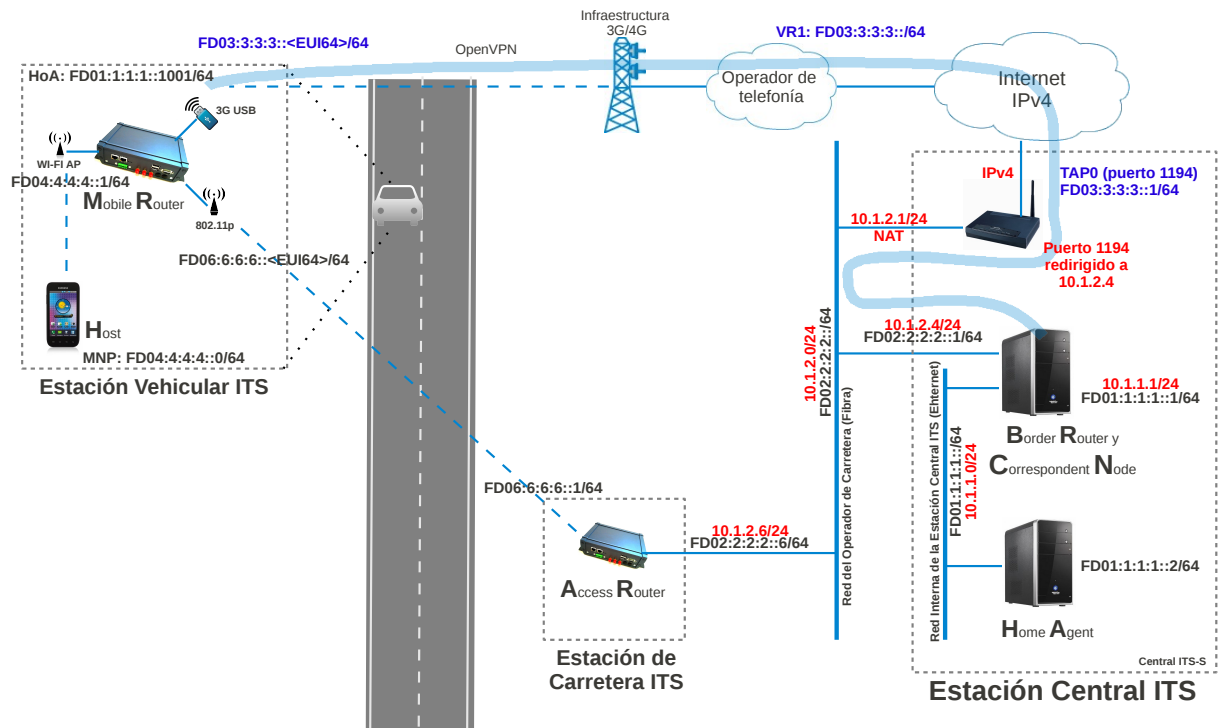 Infraestructura
3G/4G
FD03:3:3:3::<EUI64>/64
OpenVPN
VR1: FD03:3:3:3::/64
HoA: FD01:1:1:1::1001/64
3G USB
Operador de
telefonía
Internet
IPv4
WI-FI AP
FD04:4:4:4::1/64
Mobile Router
802.11p
FD06:6:6:6::<EUI64>/64
Host
MNP: FD04:4:4:4::0/64
Estación Vehicular ITS
IPv4
TAP0 (puerto 1194)
FD03:3:3:3::1/64
10.1.2.1/24
NAT
Puerto 1194
redirigido a
10.1.2.4
10.1.2.4/24
FD02:2:2:2::1/64
10.1.2.0/24
FD02:2:2:2::/64
Red del Operador de Carretera (Fibra)
10.1.1.1/24
FD01:1:1:1::1/64
Border Router y
Correspondent Node
Red Interna de la Estación Central ITS (Ehternet)
FD01:1:1:1::/64
10.1.1.0/24
FD01:1:1:1::2/64
Home Agent
Central ITS-S
Estación Central ITS
FD06:6:6:6::1/64
10.1.2.6/24
FD02:2:2:2::6/64
Access Router
Estación de
Carretera ITS